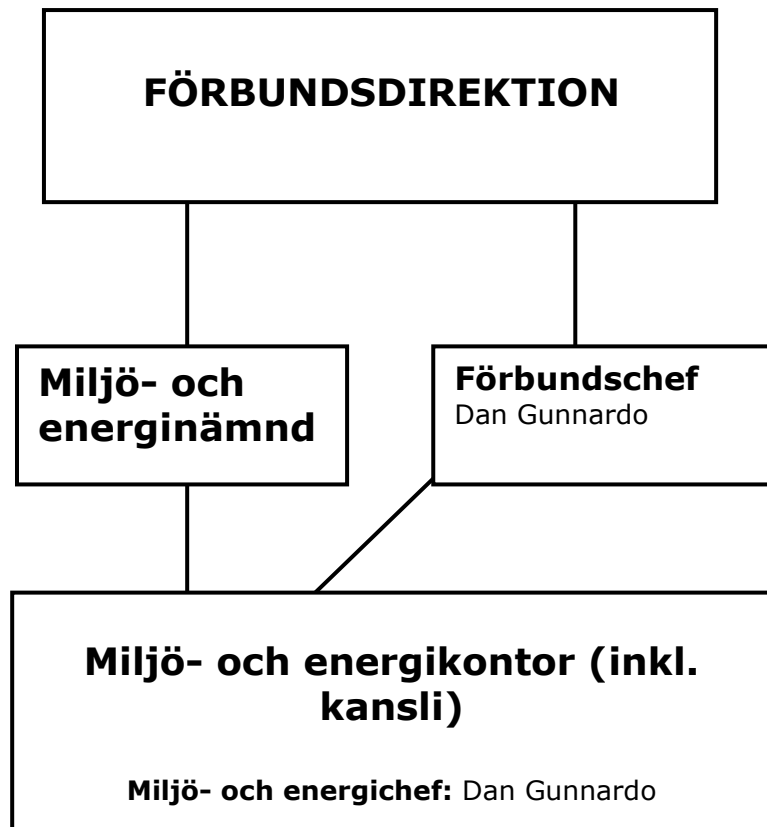 FÖRBUNDSDIREKTION
Miljö- och
energinämnd
Förbundschef
Dan Gunnardo
Miljö- och energikontor (inkl.
kansli)
Miljö- och energichef: Dan Gunnardo